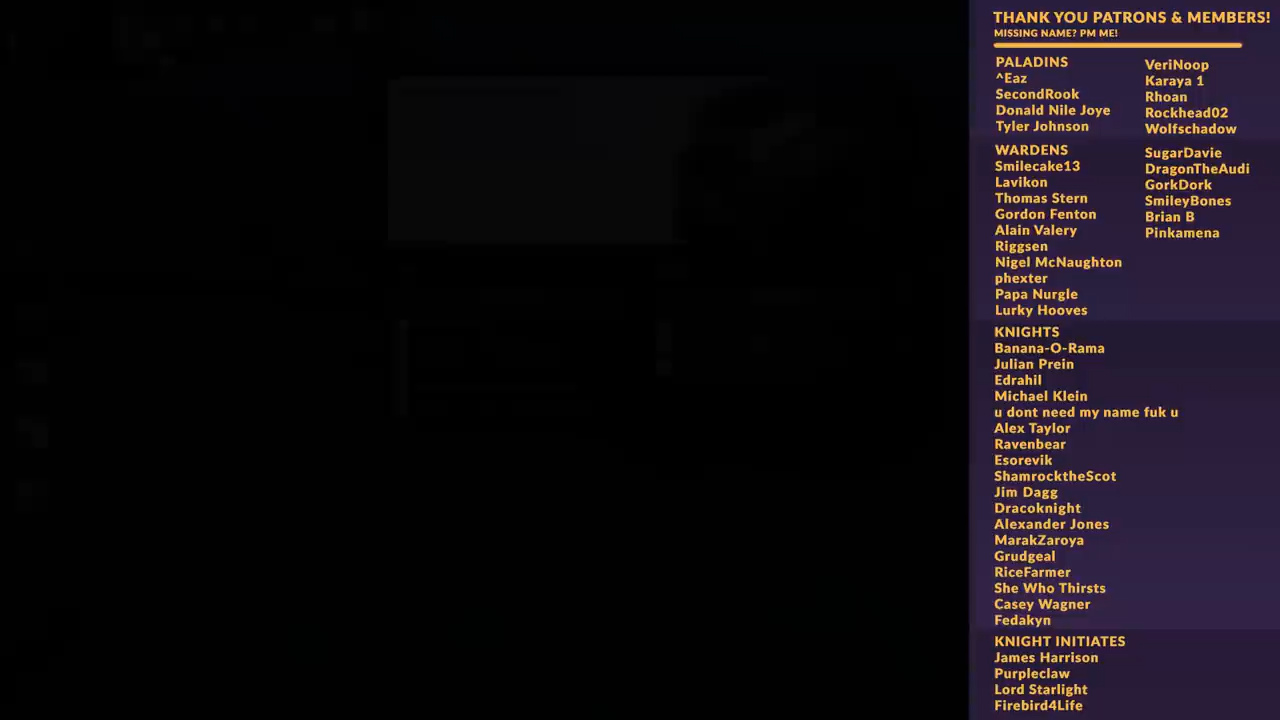 THANK YOU PATRONS & MEMBERS!
MISSING NAME? PM ME!
PALADINS
^Eaz
SecondRook
Donald Nile Joye
Tyler Johnson
VeriNoop
Karaya 1
Rhoan
Rockhead02
Wolfschadow
WARDENS
Smilecake13
Lavikon
Thomas Stern
Gordon Fenton
Alain Valery
Riggsen
Nigel McNaughton
phexter
Papa Nurgle
Lurky Hooves
SugarDavie
DragonTheAudi
GorkDork
SmileyBones
Brian B
Pinkamena
KNIGHTS
Banana-O-Rama
Julian Prein
Edrahil
Michael Klein
u dont need my name fuk u
Alex Taylor
Ravenbear
Esorevik
ShamrocktheScot
Jim Dagg
Dracoknight
Alexander Jones
MarakZaroya
Grudgeal
RiceFarmer
She Who Thirsts
Casey Wagner
Fedakyn
KNIGHT INITIATES
James Harrison
Purpleclaw
Lord Starlight
Firebird4Life